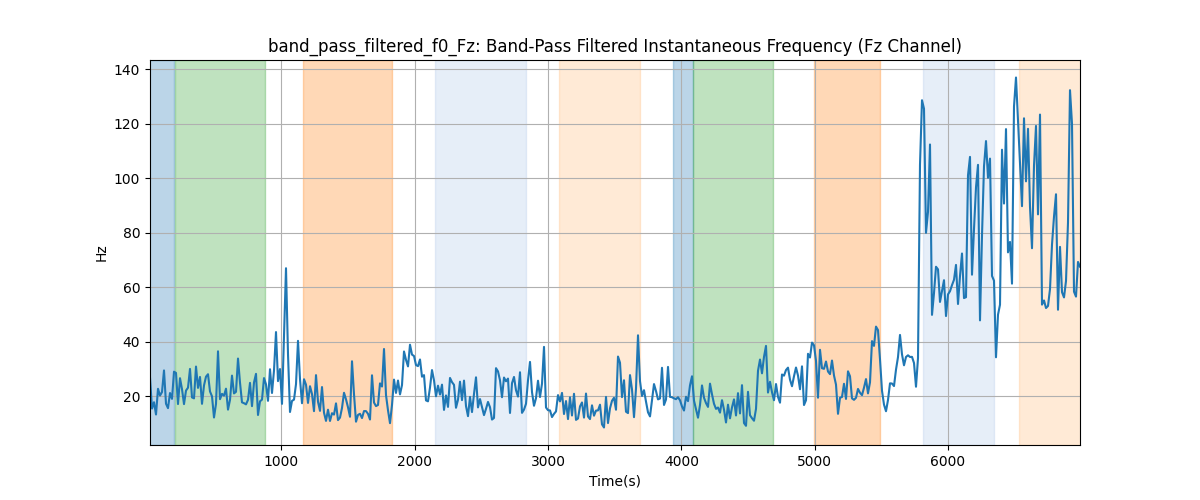 band_pass_filtered_f0_Fz: Band-Pass Filtered Instantaneous Frequency (Fz Channel)
140
120
100
80
60
40
20
Hz
1000 2000 3000 4000 5000 6000
Time(s)